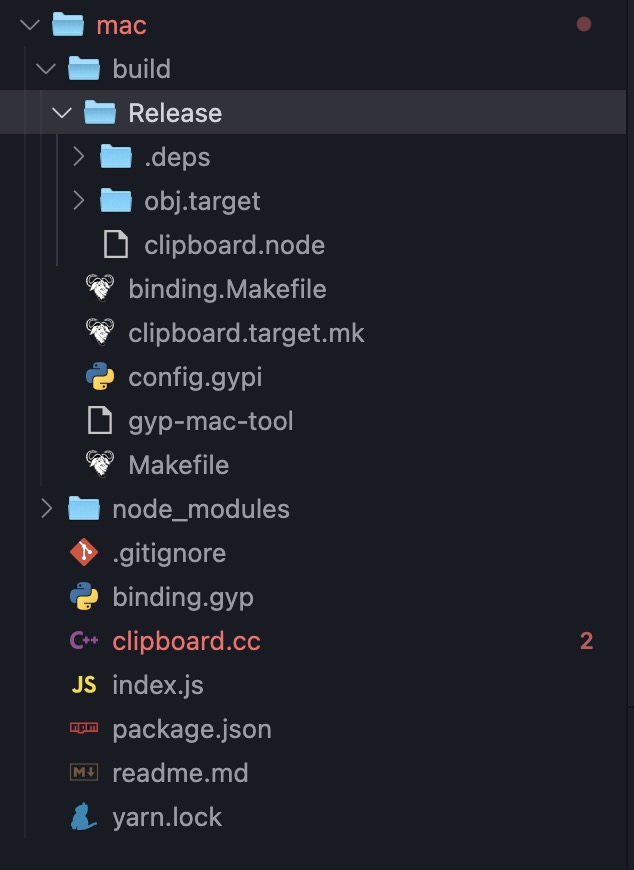 mac
build
Release
.deps
obj.target
clipboard.node
binding.Makefile
clipboard.target.mk
config.gypi
gyp-mac-tool
Makefile
node_modules
.gitignore
binding.gyp
C++ clipboard.cc 2
JS index.js
npm package.json
M↓ readme.md
yarn.lock